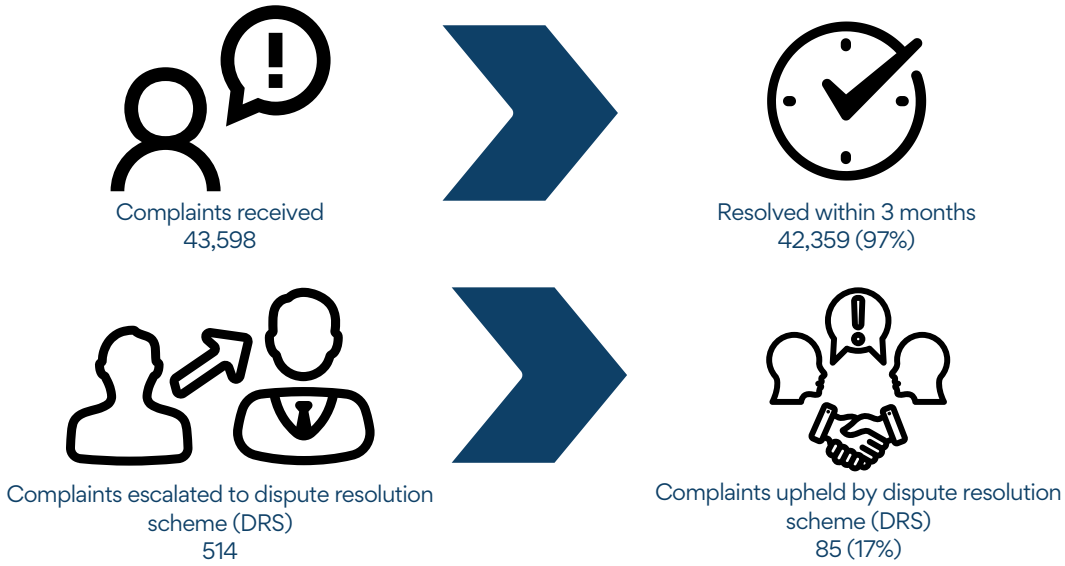 Complaints received
43,598
Resolved within 3 months
42,359 (97%)
Complaints escalated to dispute resolution
scheme (DRS)
514
Complaints upheld by dispute resolution
scheme (DRS)
85 (17%)